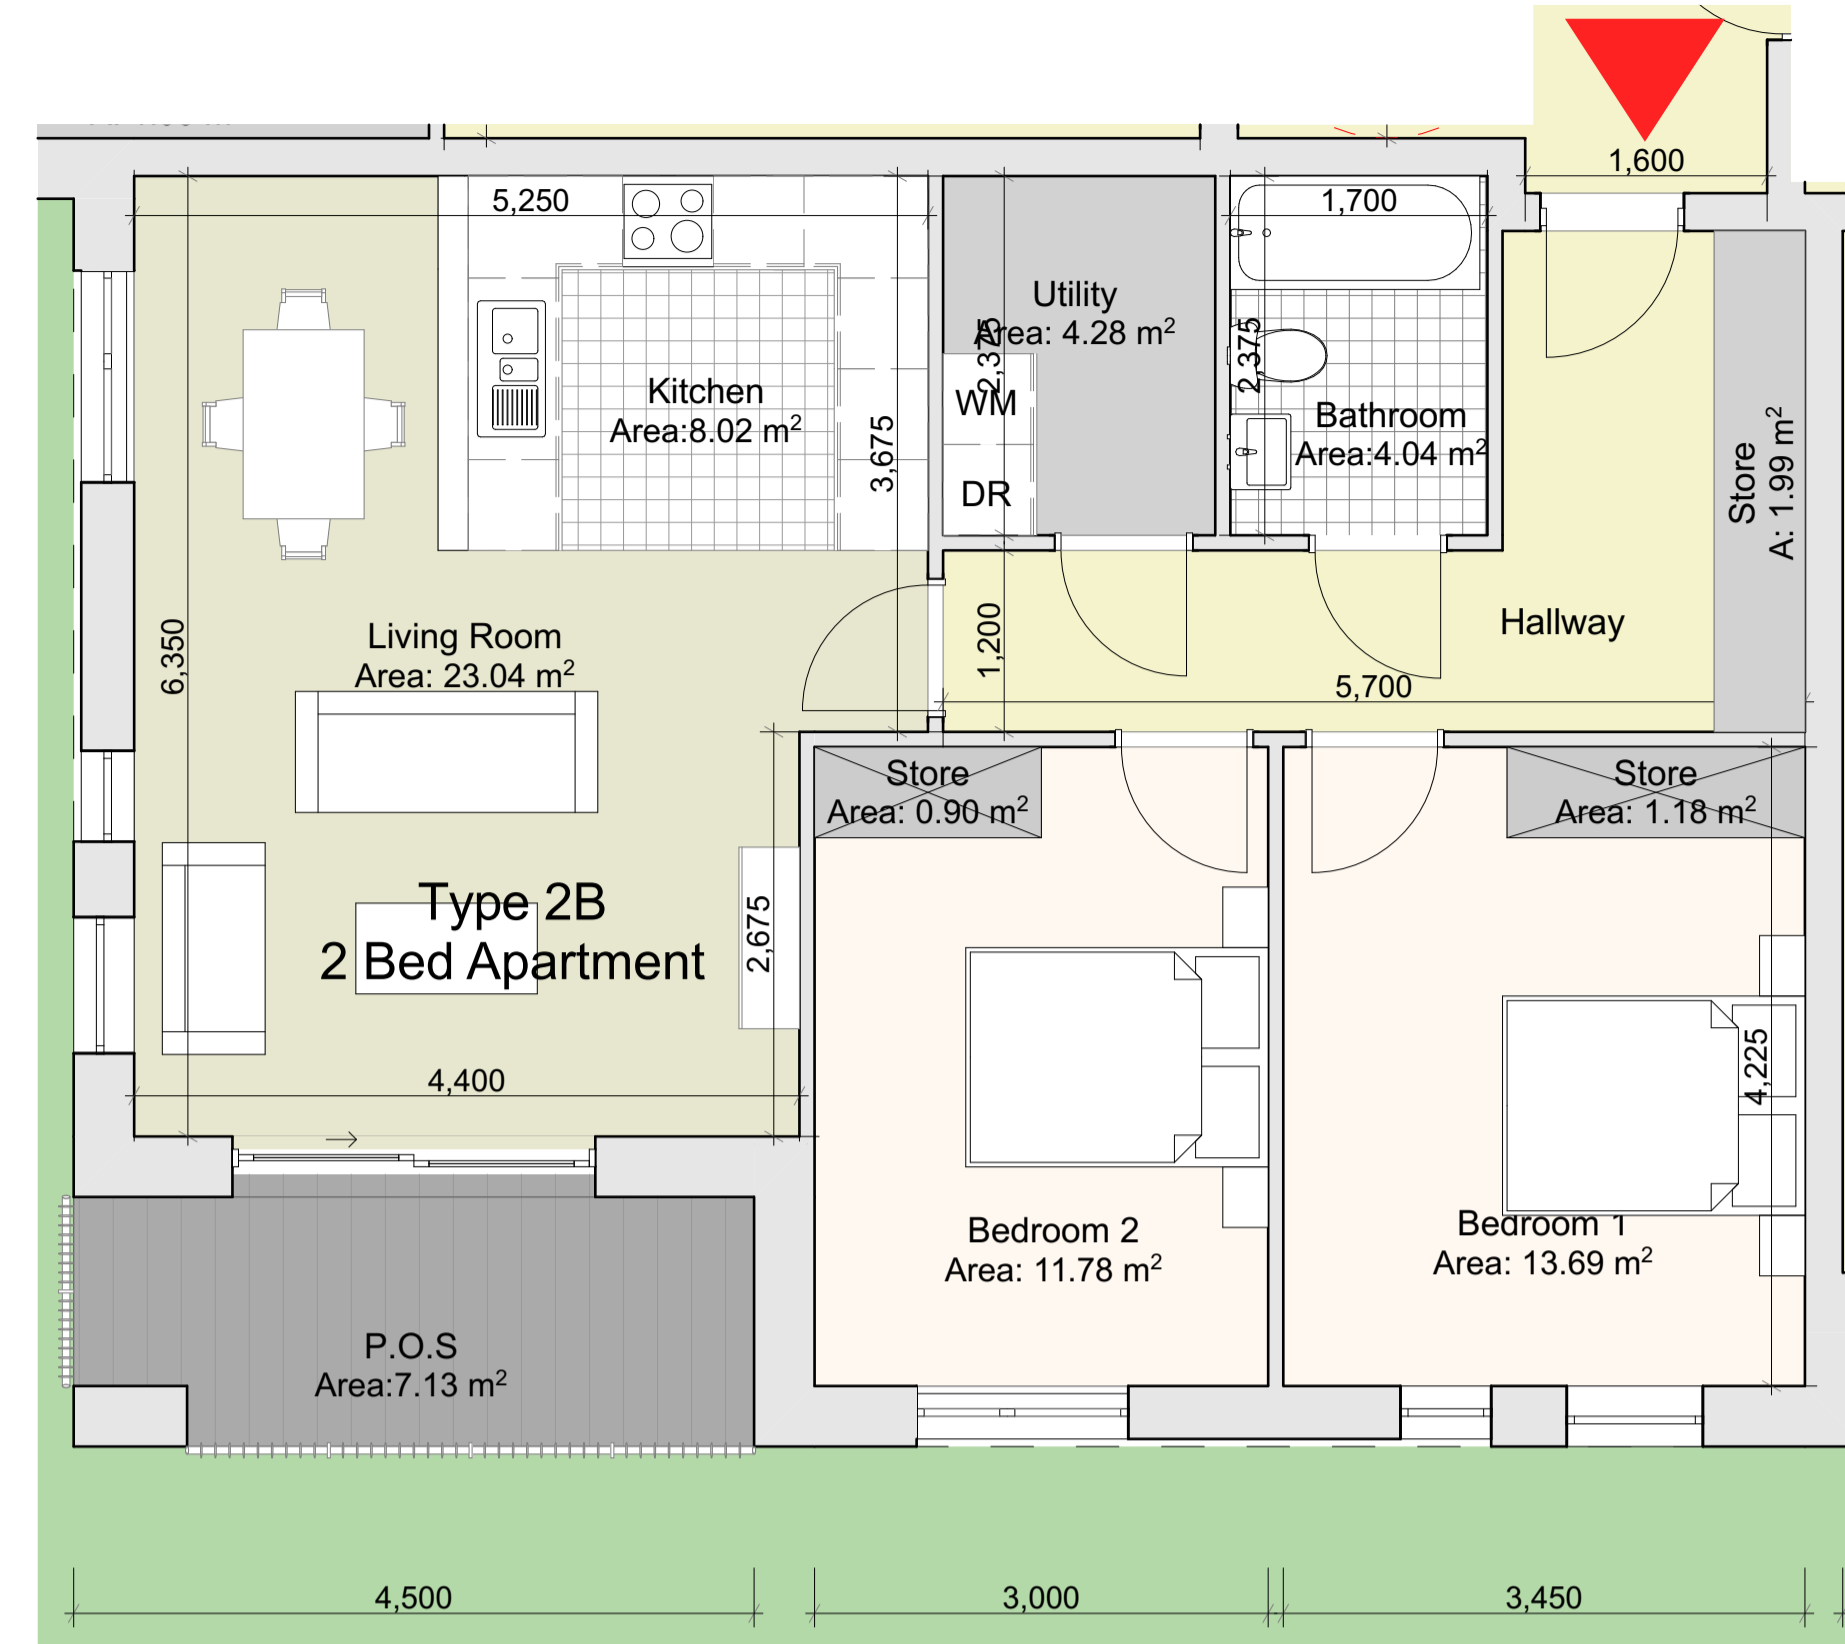 1,600
5,250
1,700
Utility
Area: 4.28 m²
2,375
2,375
Kitchen
Area:8.02 m²
WM
Bathroom
Area:4.04 m²
3,675
DR
Store
A: 1.99 m²
Living Room
Area: 23.04 m²
6,350
1,200
Hallway
5,700
Store
Area: 0.90 m²
Store
Area: 1.18 m²
Type 2B
2 Bed Apartment
2,675
4,400
4,225
Bedroom 2
Area: 11.78 m²
Bedroom 1
Area: 13.69 m²
P.O.S
Area:7.13 m²
4,500
3,000
3,450